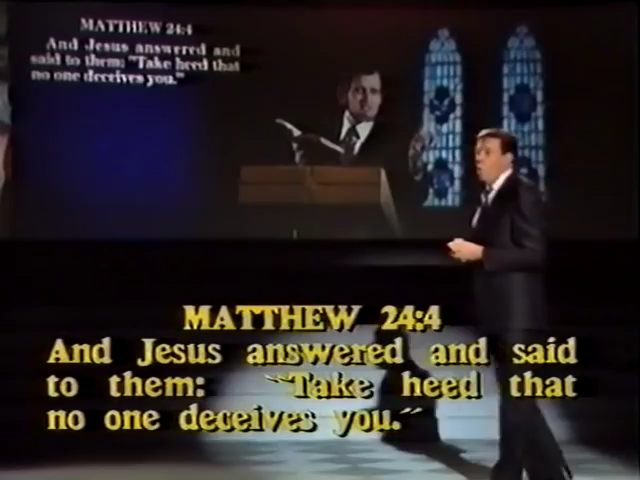 MATTHEW 24:4
And Jesus answered and
said to them: "Take heed that
no one deceives you."
MATTHEW 24:4
And Jesus answered and said
to them: "Take heed that
no one deceives you."